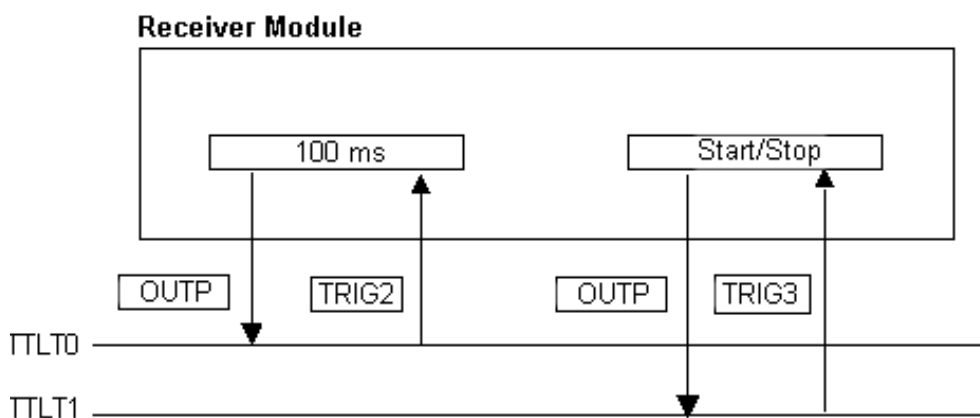 Receiver Module
100 ms
Start/Stop
OUTP
TRIG2
OUTP
TRIG3
TTLT0
TTLT1